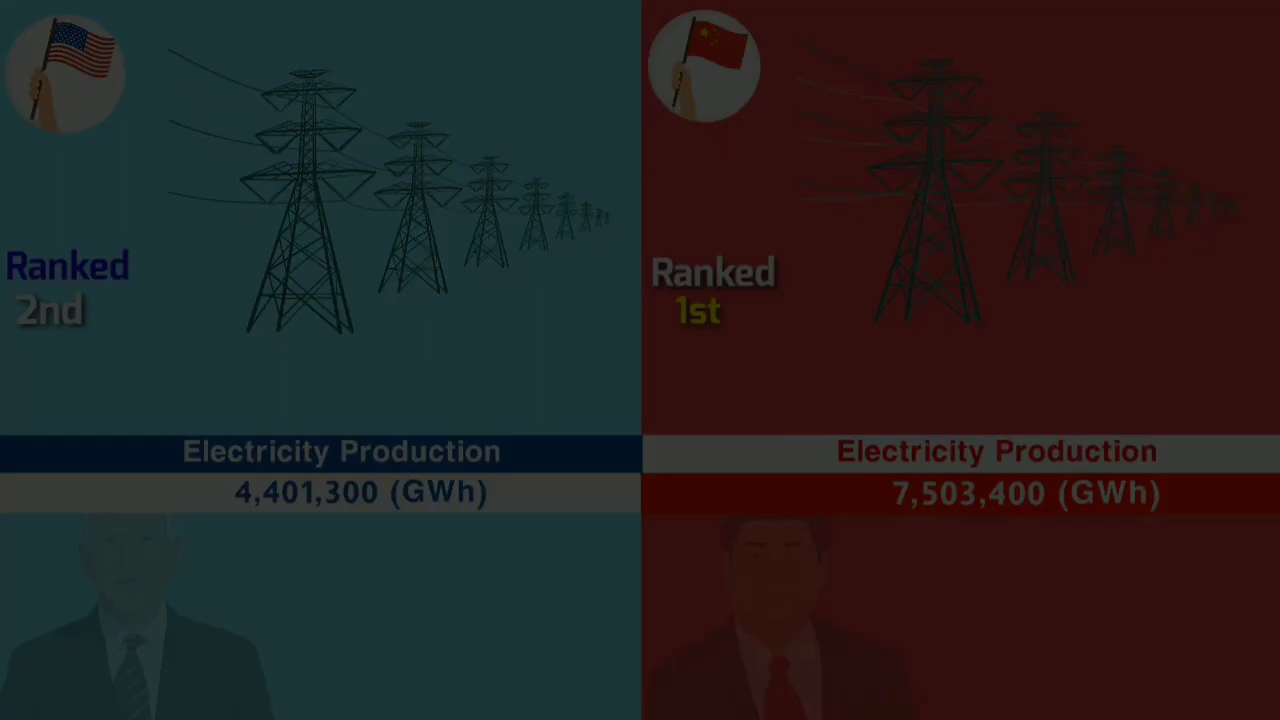 Ranked
2nd
Electricity Production
4,401,300 (GWh)
Ranked
1st
Electricity Production
7,503,400 (GWh)